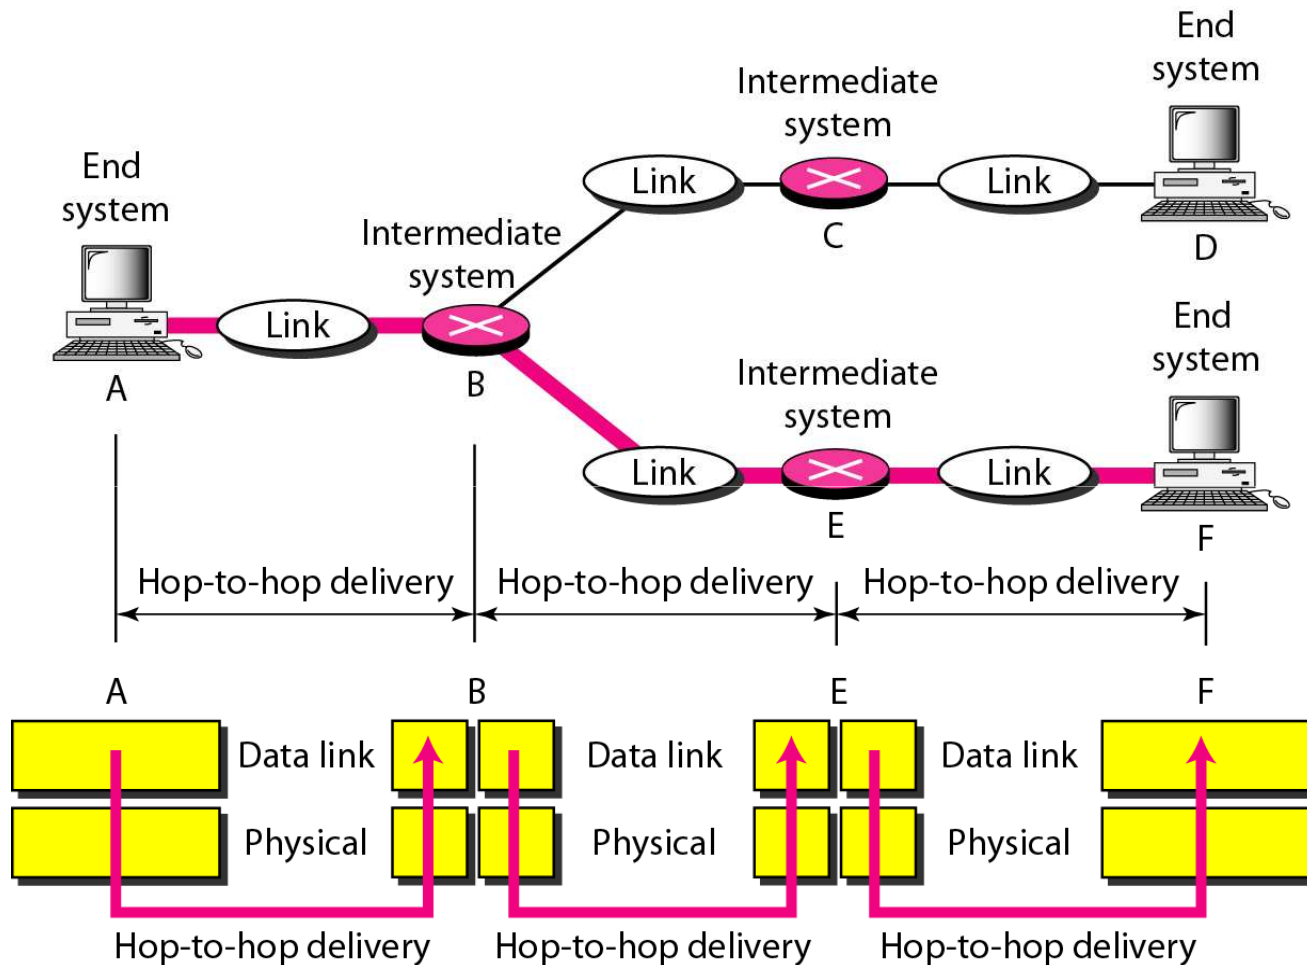 End
system
Intermediate
system
Link
Link
C
D
End
system
Intermediate
system
Link
A
B
End
system
Intermediate
system
Link
Link
E
F
Hop-to-hop delivery
Hop-to-hop delivery
Hop-to-hop delivery
A
B
E
F
Data link
Data link
Data link
Physical
Physical
Physical
Hop-to-hop delivery
Hop-to-hop delivery
Hop-to-hop delivery